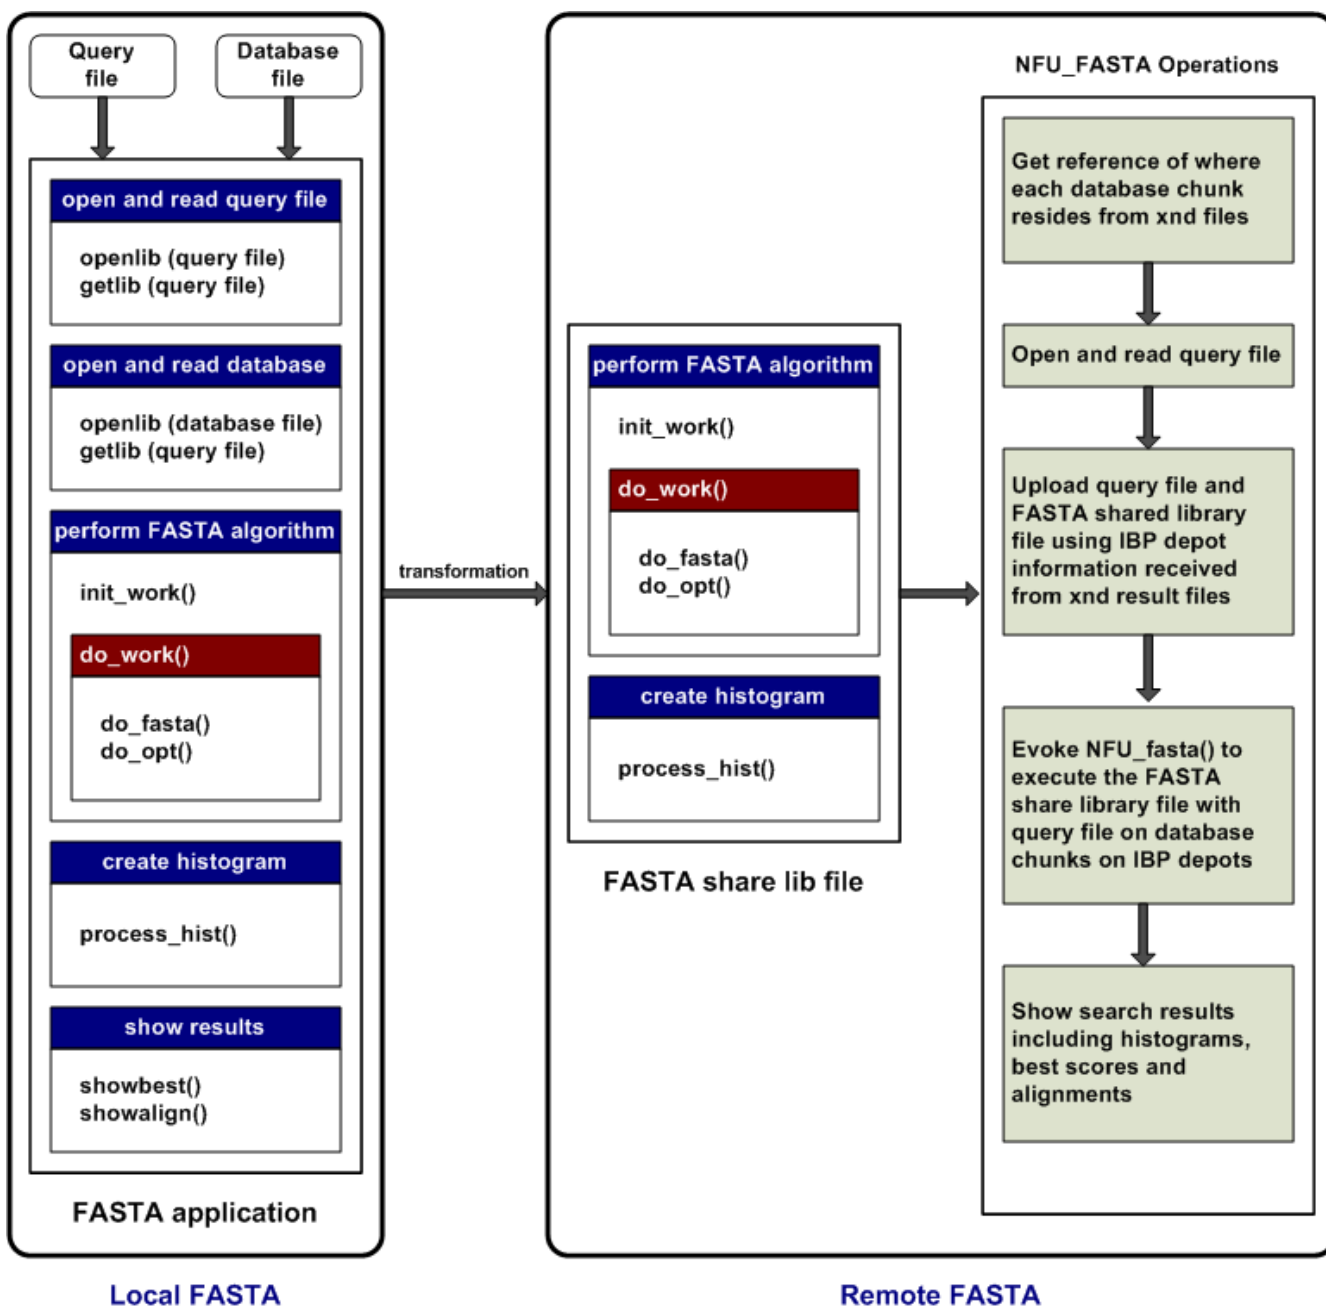 Query
file
Database
file
open and read query file
openlib (query file)
getlib (query file)
open and read database
openlib (database file)
getlib (query file)
perform FASTA algorithm
init_work()
do_work()
do_fasta()
do_opt()
create histogram
process_hist()
show results
showbest()
showalign()
FASTA application
Local FASTA
transformation
perform FASTA algorithm
init_work()
do_work()
do_fasta()
do_opt()
create histogram
process_hist()
FASTA share lib file
NFU_FASTA Operations
Get reference of where
each database chunk
resides from xnd files
Open and read query file
Upload query file and
FASTA shared library
file using IBP depot
information received
from xnd result files
Evoke NFU_fasta() to
execute the FASTA
share library file with
query file on database
chunks on IBP depots
Show search results
including histograms,
best scores and
alignments
Remote FASTA